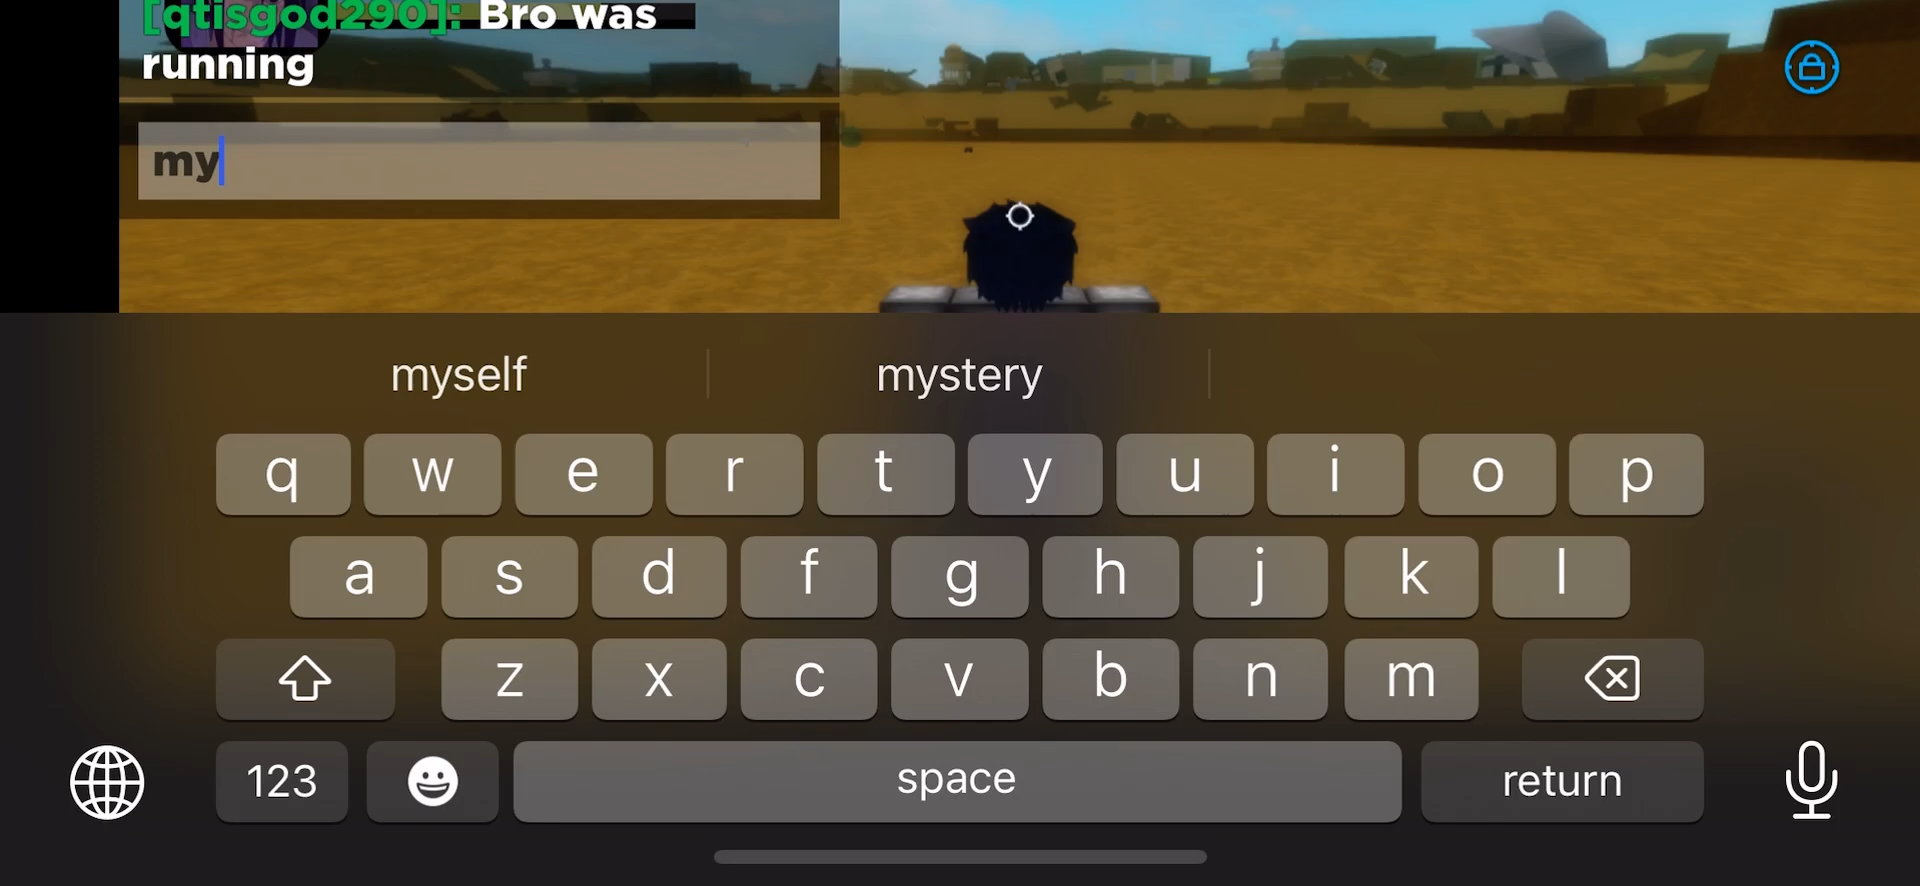 [qtisgod290]: Bro was
running
my
myself mystery
q w e r t y u i o p
a s d f g h j k l
z x c v b n m
123 space return